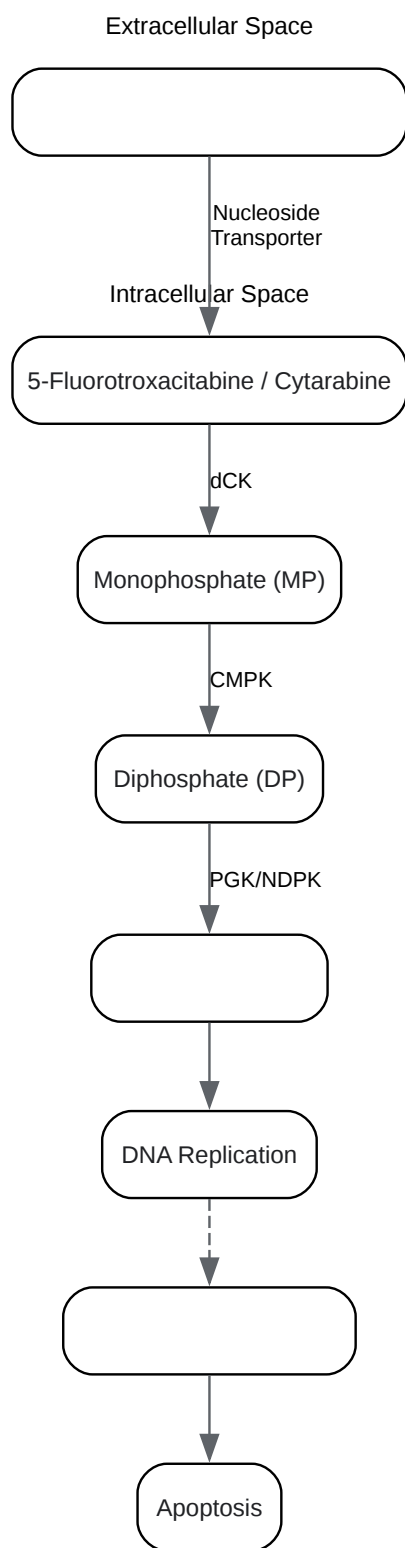 Extracellular Space
Nucleoside
Transporter
Intracellular Space
5-Fluorotroxacitabine / Cytarabine
dCK
Monophosphate (MP)
CMPK
Diphosphate (DP)
PGK/NDPK
DNA Replication
Apoptosis